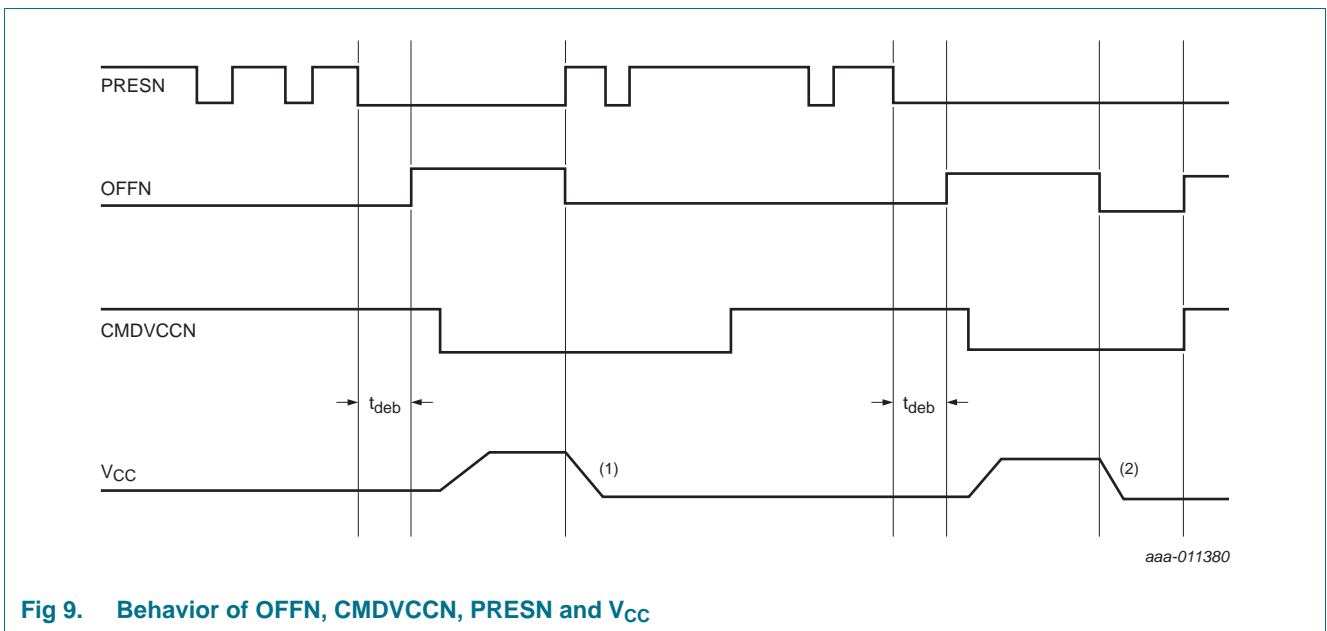 PRESN
OFFN
CMDVCCN
tdeb
tdeb
VCC
(1)
(2)
aaa-011380
Fig 9. Behavior of OFFN, CMDVCCN, PRESN and VCC